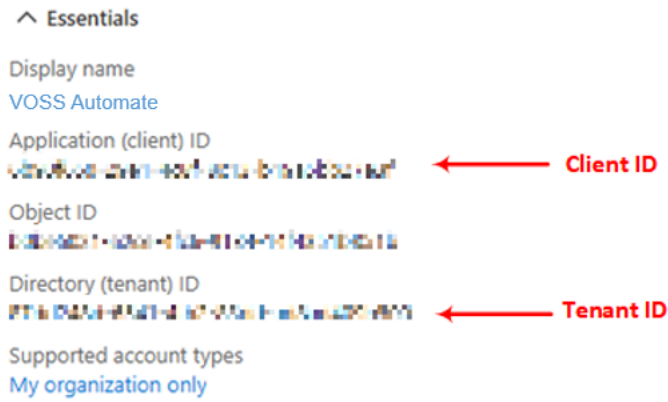 Essentials
Display name
VOSS Automate
Application (client) ID
Client ID
Object ID
Directory (tenant) ID
Tenant ID
Supported account types
My organization only